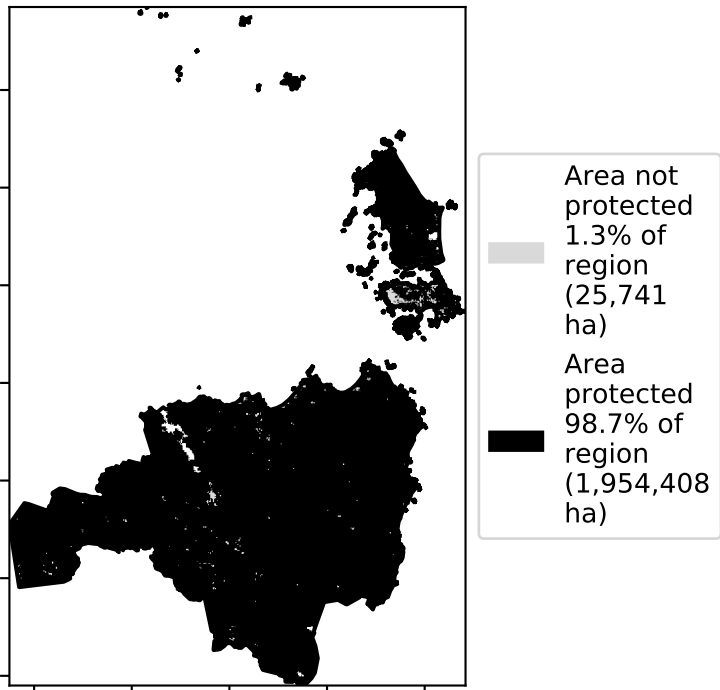 Area not
protected
1.3% of
region
(25,741
ha)
Area
protected
98.7% of
region
(1,954,408
ha)